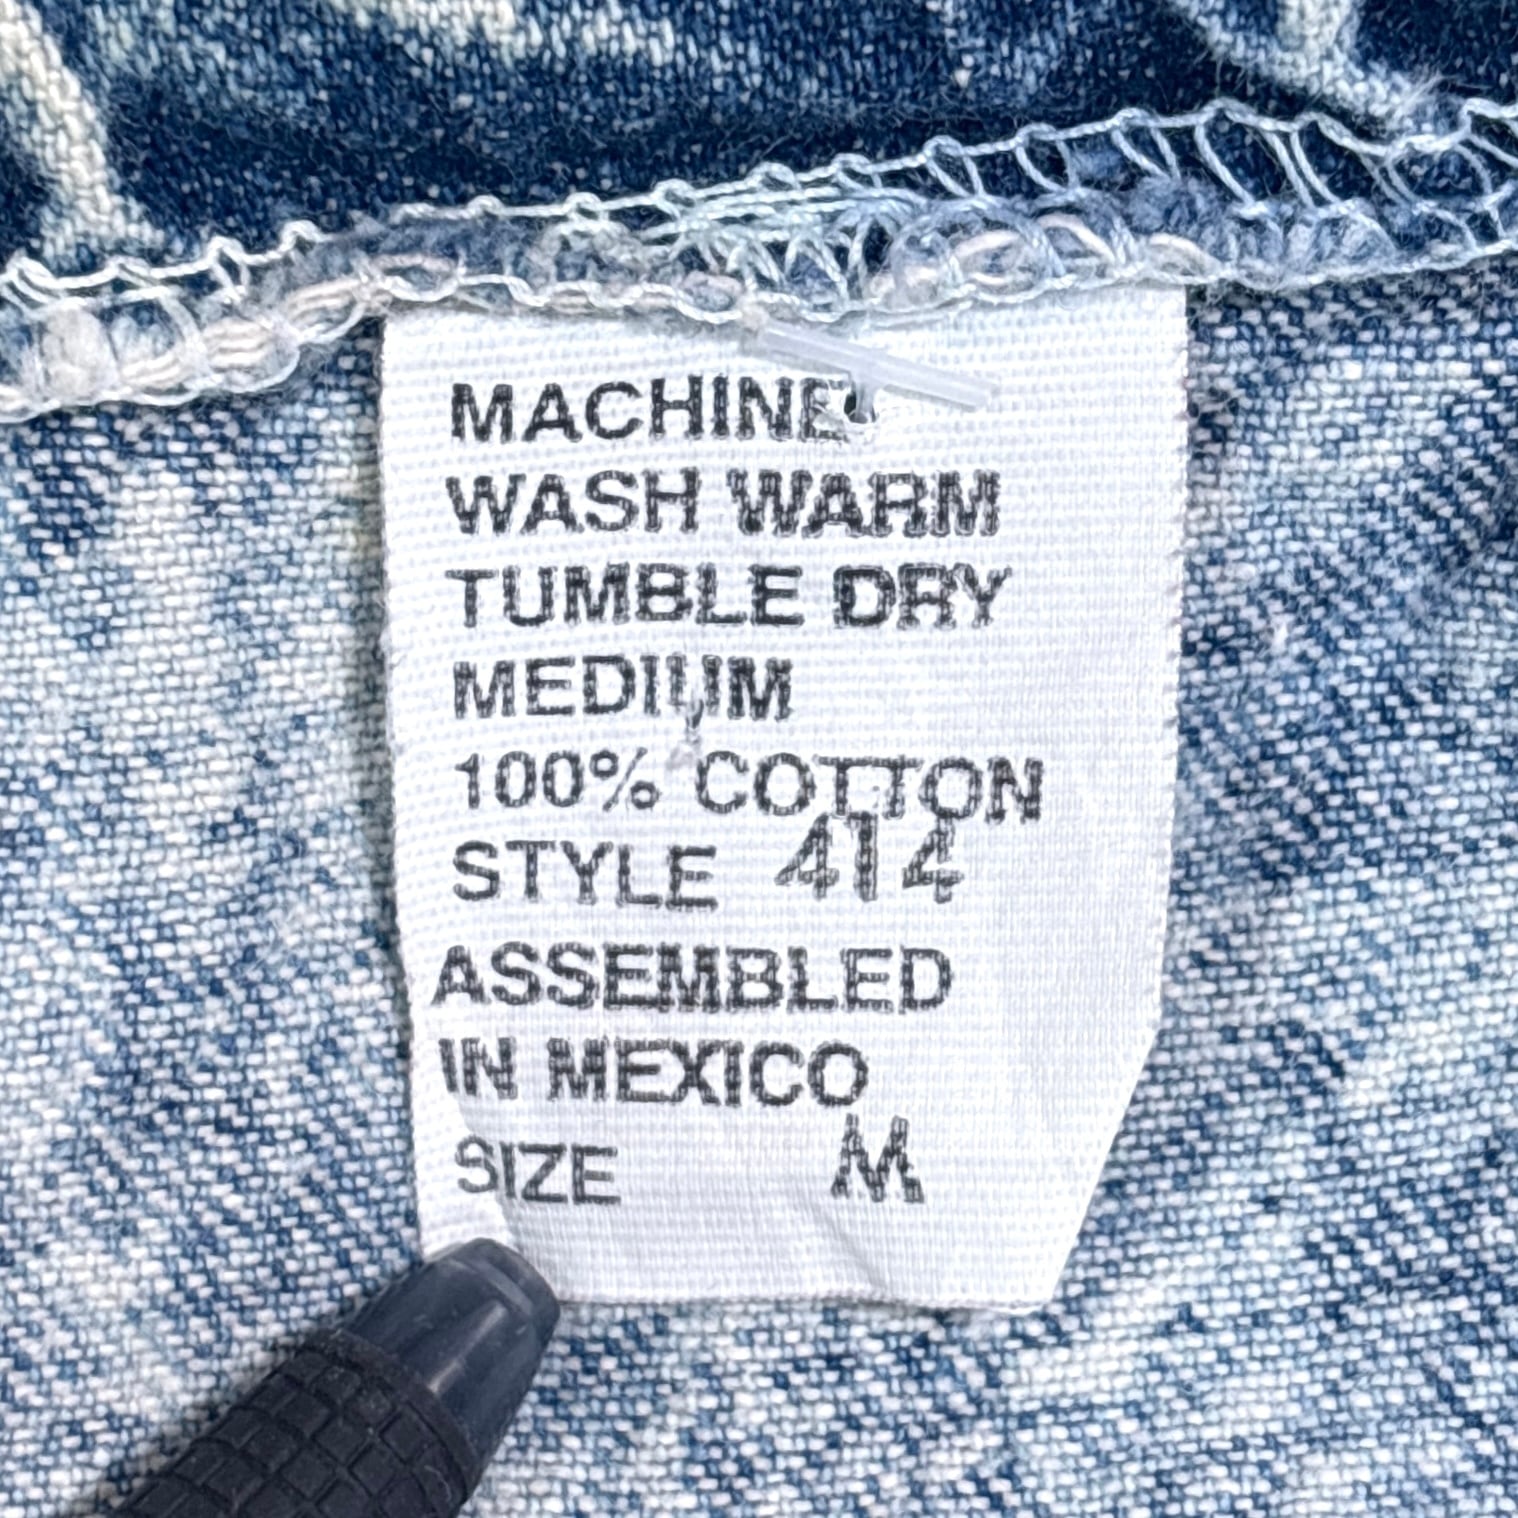 MACHINE
WASH WARM
TUMBLE DRY
MEDIUM
100% COTTON
STYLE 414
ASSEMBLED
IN MEXICO
SIZE M